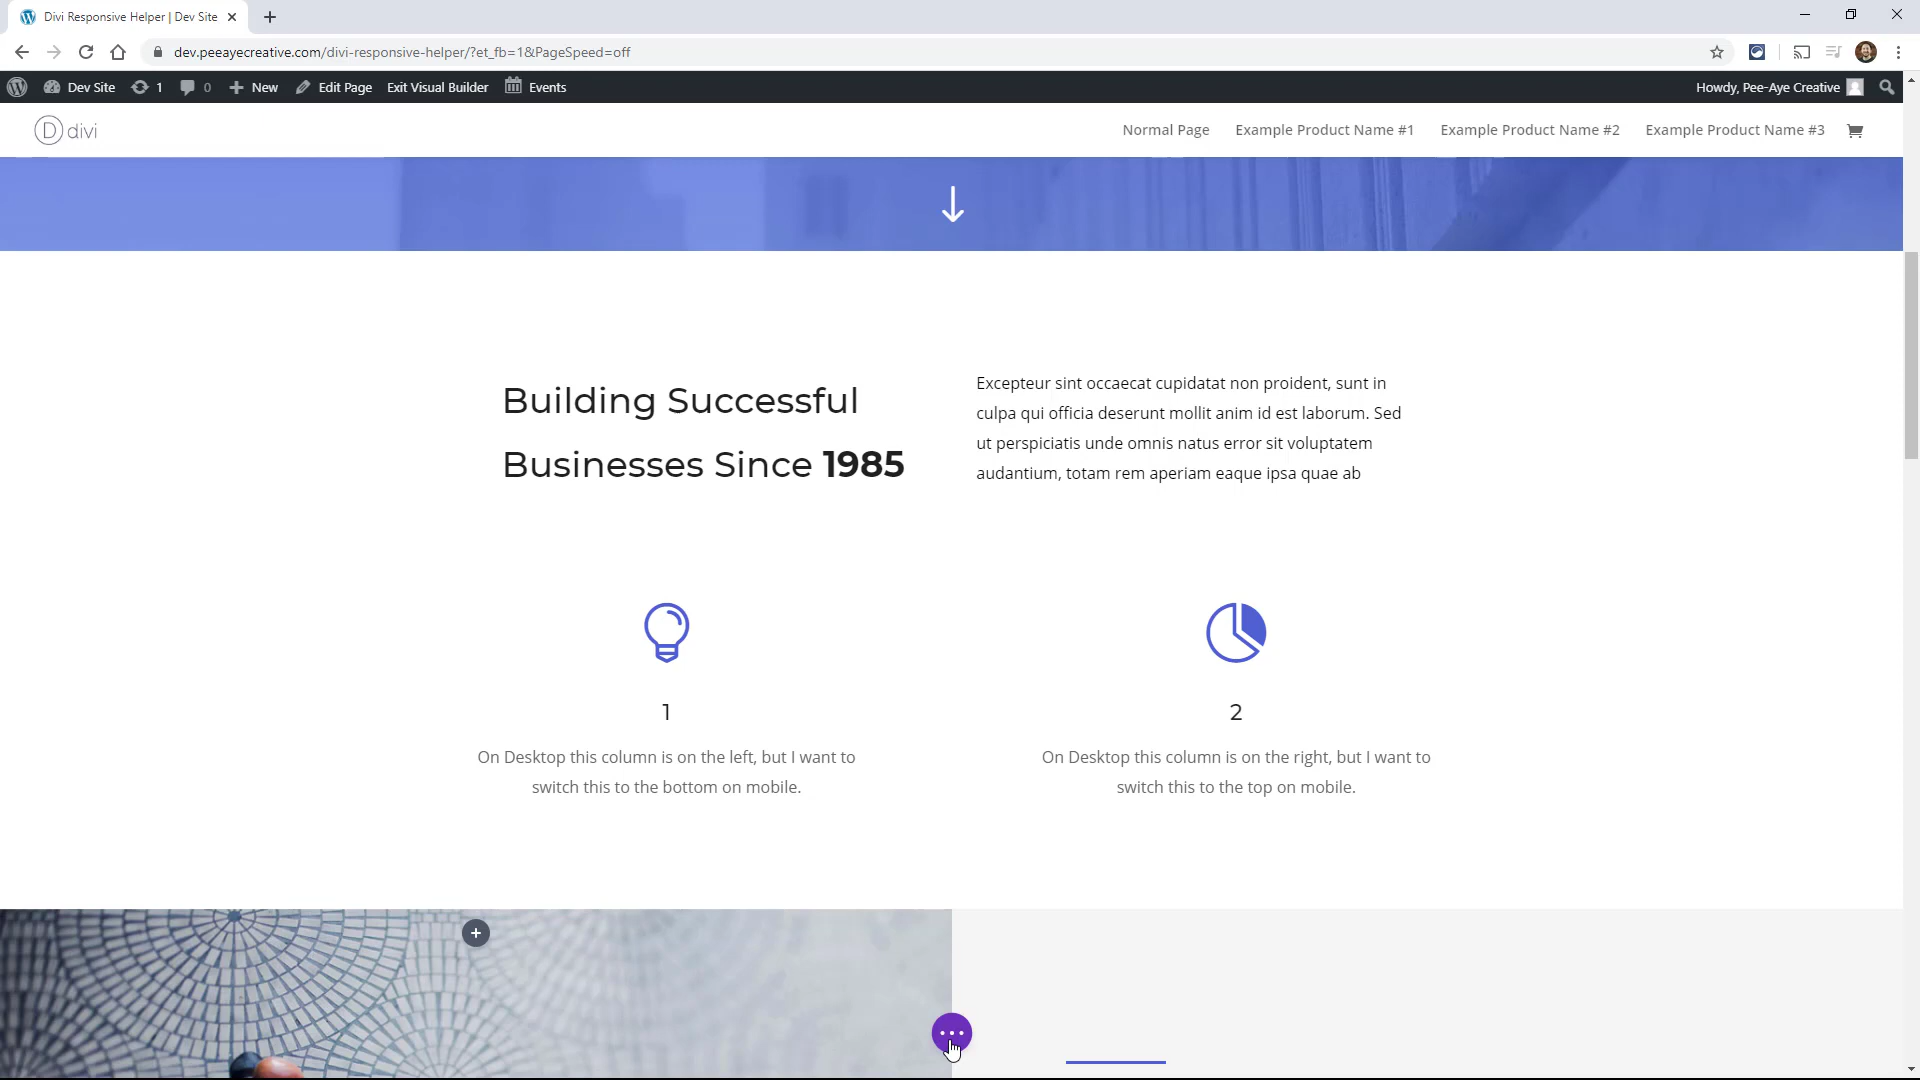 Divi Responsive Helper | Dev Site
dev.peeayecreative.com/divi-responsive-helper/?et_fb=1&PageSpeed=off
Dev Site 1 0 New Edit Page Exit Visual Builder Events Howdy, Pee-Aye Creative
D divi Normal Page Example Product Name #1 Example Product Name #2 Example Product Name #3
Building Successful
Businesses Since 1985
Excepteur sint occaecat cupidatat non proident, sunt in
culpa qui officia deserunt mollit anim id est laborum. Sed
ut perspiciatis unde omnis natus error sit voluptatem
audantium, totam rem aperiam eaque ipsa quae ab
1
On Desktop this column is on the left, but I want to
switch this to the bottom on mobile.
2
On Desktop this column is on the right, but I want to
switch this to the top on mobile.